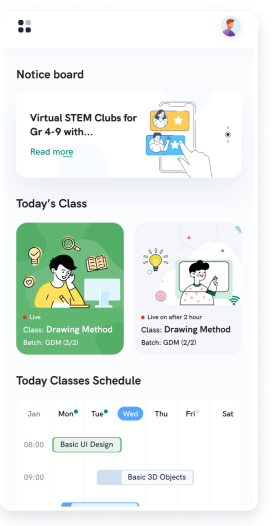 Notice board
Virtual STEM Clubs for
Gr 4-9 with...
Read more
Today's Class
Live
Class: Drawing Method
Batch: GDM (2/2)
Live on after 2 hour
Class: Drawing Method
Batch: GDM (2/2)
Today Classes Schedule
Jan Mon Tue Wed Thu Fri Sat
08:00 Basic UI Design
09:00 Basic 3D Objects